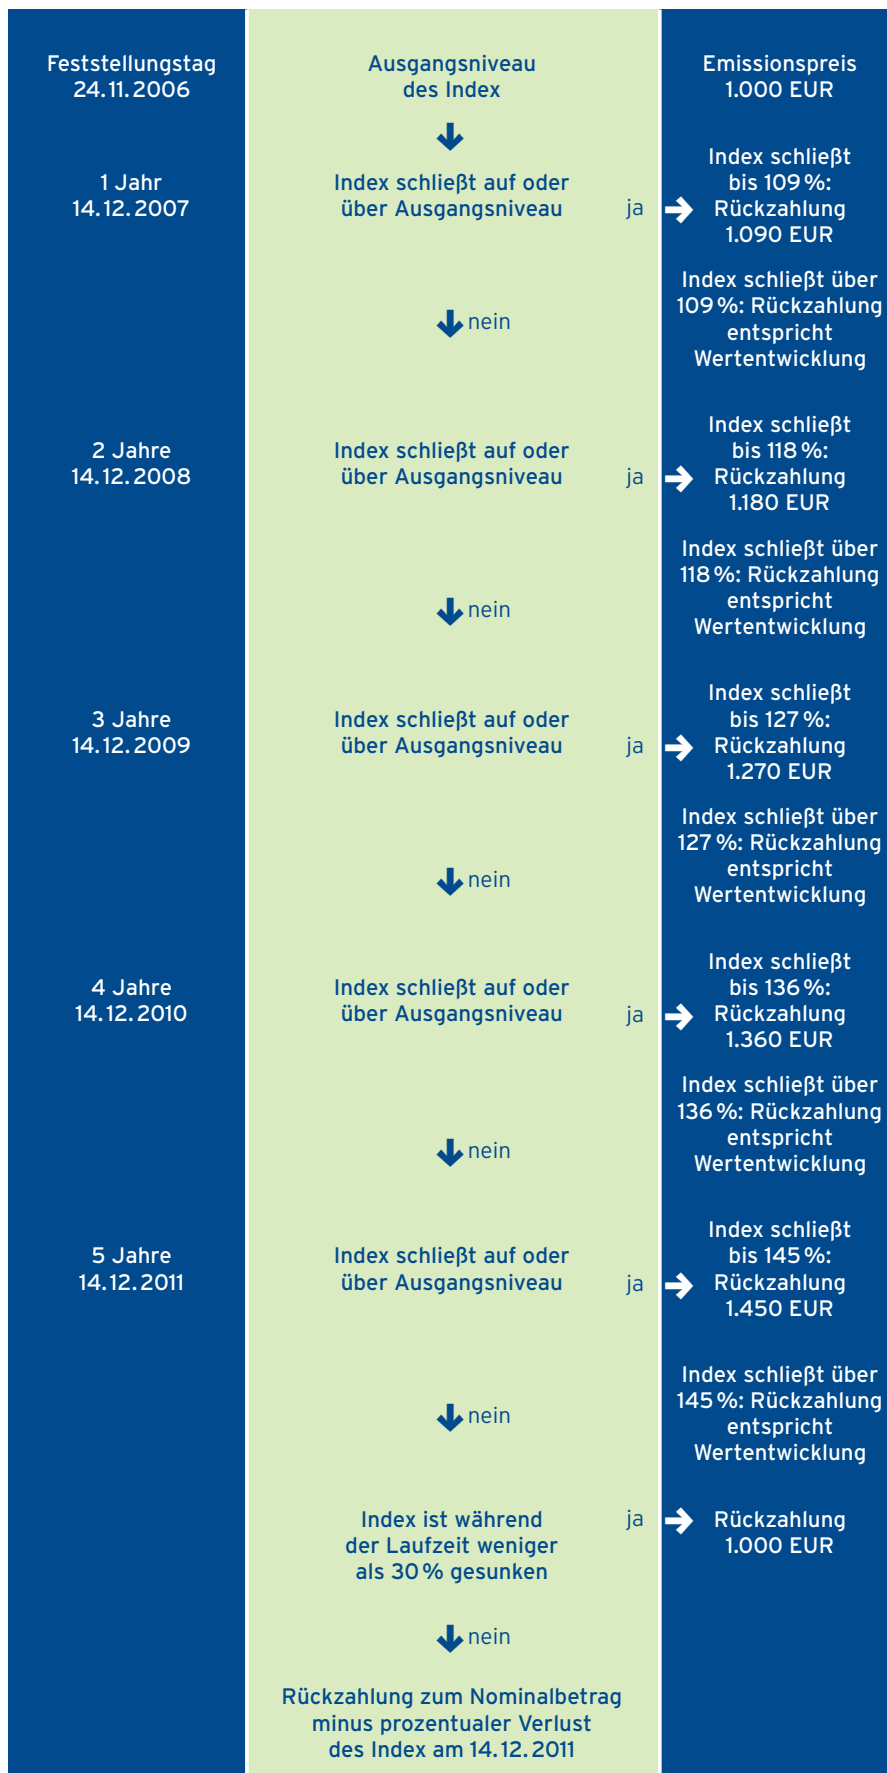 Feststellungstag
24.11.2006
Ausgangsniveau
des Index
Emissionspreis
1.000 EUR
1 Jahr
14.12.2007
Index schließt auf oder
über Ausgangsniveau
ja
Index schließt
bis 109 %:
Rückzahlung
1.090 EUR
Index schließt über
109 %: Rückzahlung
entspricht
Wertentwicklung
nein
2 Jahre
14.12.2008
Index schließt auf oder
über Ausgangsniveau
ja
Index schließt
bis 118 %:
Rückzahlung
1.180 EUR
Index schließt über
118 %: Rückzahlung
entspricht
Wertentwicklung
nein
3 Jahre
14.12.2009
Index schließt auf oder
über Ausgangsniveau
ja
Index schließt
bis 127 %:
Rückzahlung
1.270 EUR
Index schließt über
127 %: Rückzahlung
entspricht
Wertentwicklung
nein
4 Jahre
14.12.2010
Index schließt auf oder
über Ausgangsniveau
ja
Index schließt
bis 136 %:
Rückzahlung
1.360 EUR
Index schließt über
136 %: Rückzahlung
entspricht
Wertentwicklung
nein
5 Jahre
14.12.2011
Index schließt auf oder
über Ausgangsniveau
ja
Index schließt
bis 145 %:
Rückzahlung
1.450 EUR
Index schließt über
145 %: Rückzahlung
entspricht
Wertentwicklung
nein
Index ist während
der Laufzeit weniger
als 30 % gesunken
ja
Rückzahlung
1.000 EUR
nein
Rückzahlung zum Nominalbetrag
minus prozentualer Verlust
des Index am 14.12.2011